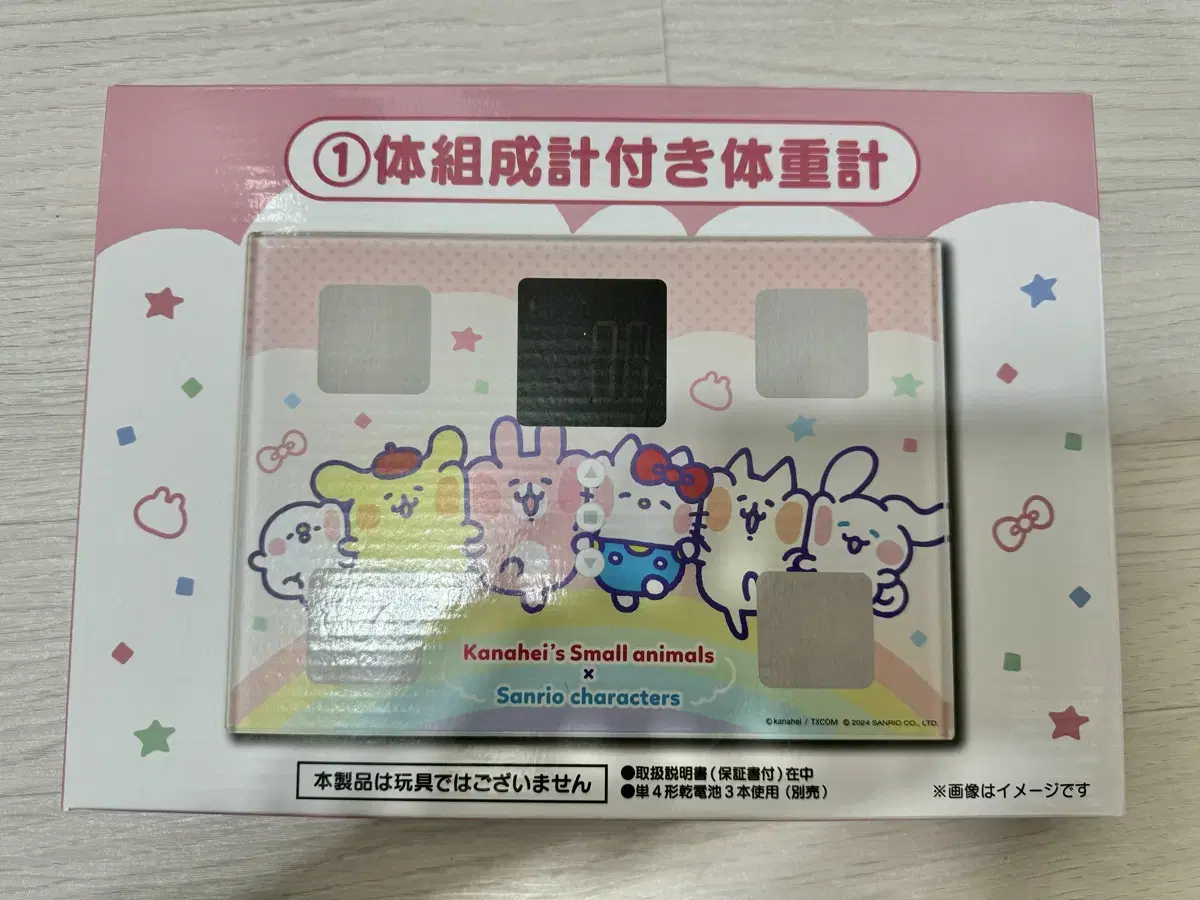 ①体組成計付き体重計
Kanahei's Small animals
×
Sanrio characters
©kanahei / TXCOM © 2024 SANRIO CO., LTD.
本製品は玩具ではございません
●取扱説明書(保証書付)在中
●単4形乾電池3本使用(別売)
※画像はイメージです